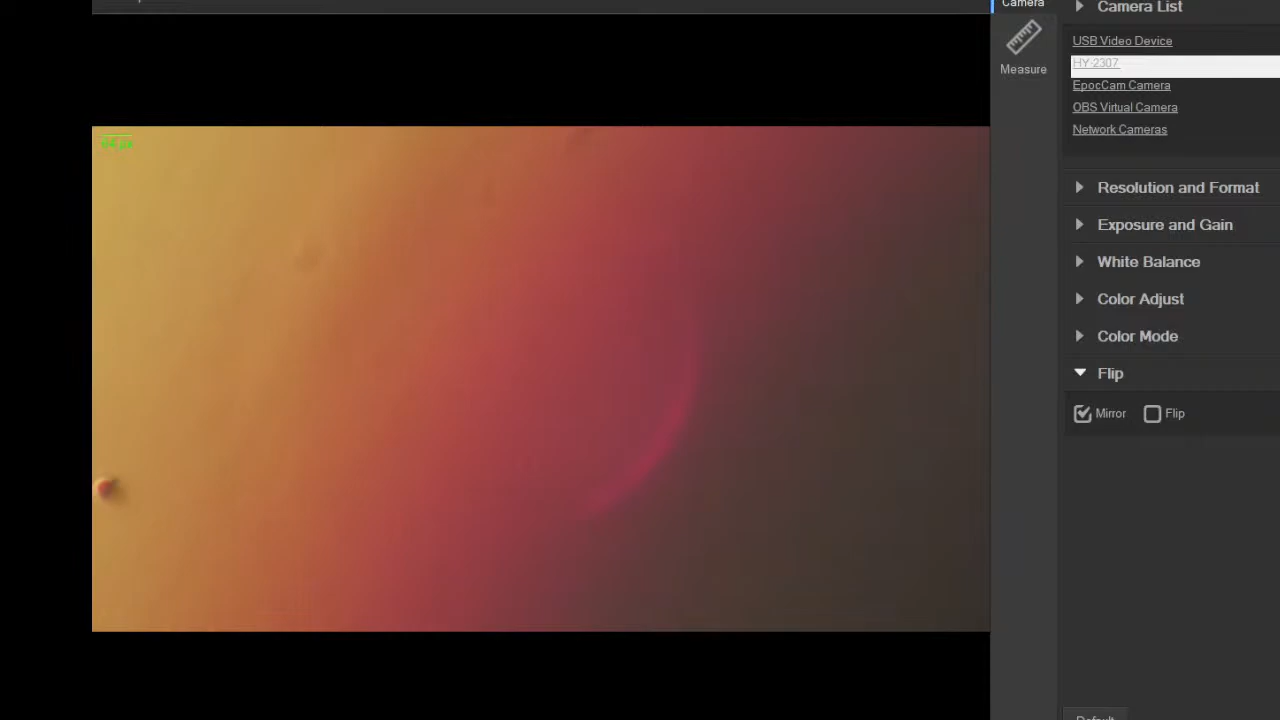 Camera
Measure
Camera List
USB Video Device
HY-2307
EpocCam Camera
OBS Virtual Camera
Network Cameras
Resolution and Format
Exposure and Gain
White Balance
Color Adjust
Color Mode
Flip
Mirror
Flip
Default